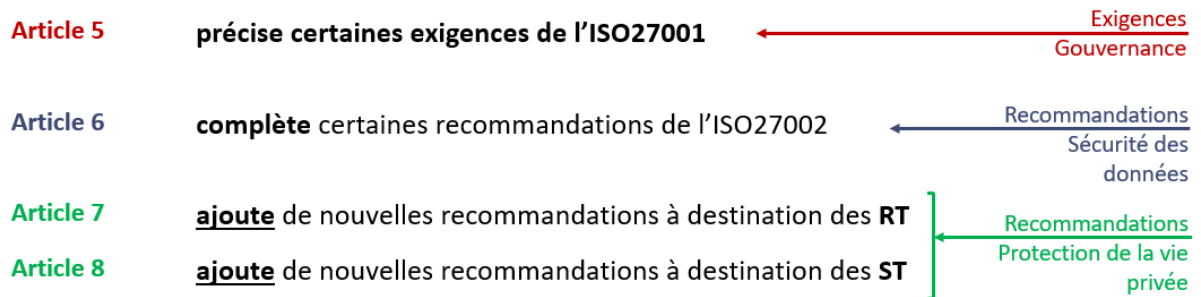 Article 5 précise certaines exigences de l’ISO27001 Exigences
Gouvernance
Article 6 complète certaines recommandations de l’ISO27002 Recommandations
Sécurité des
données
Article 7 ajoute de nouvelles recommandations à destination des RT
Recommandations
Protection de la vie
privée
Article 8 ajoute de nouvelles recommandations à destination des ST